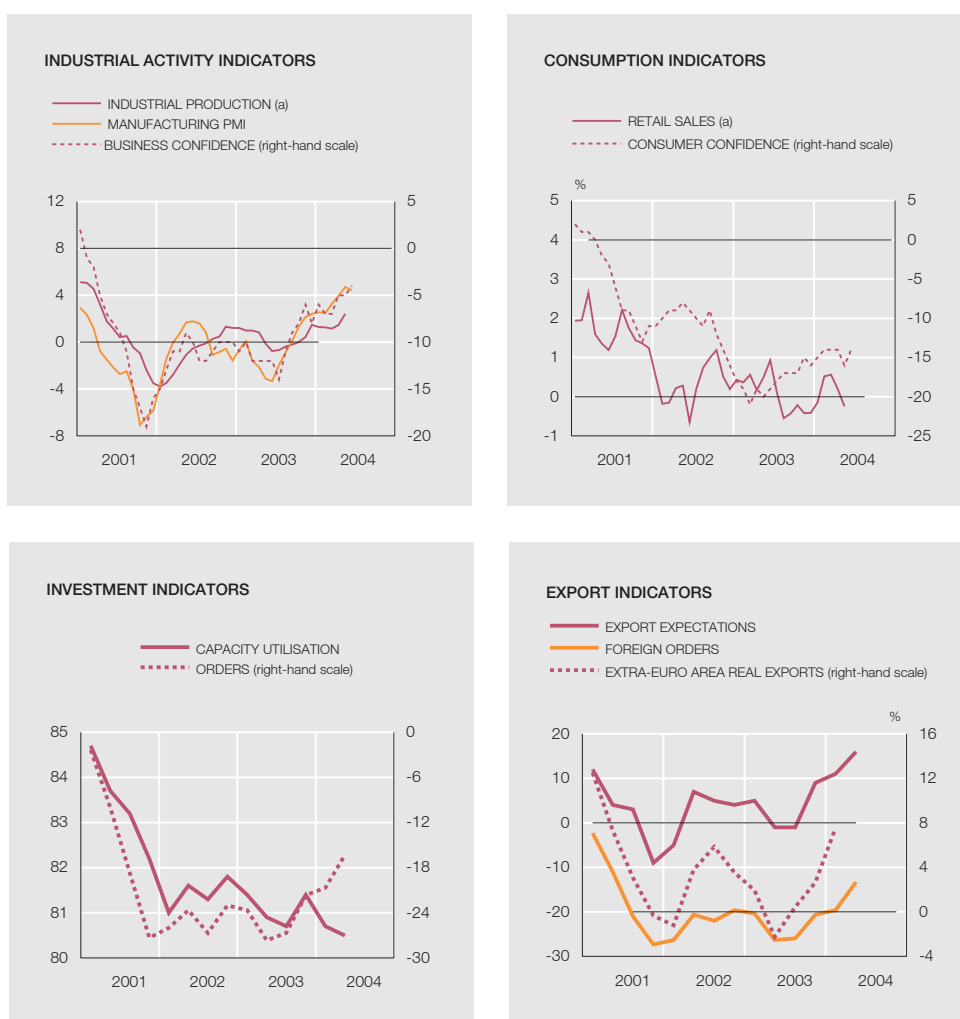 INDUSTRIAL ACTIVITY INDICATORS
INDUSTRIAL PRODUCTION (a)
MANUFACTURING PMI
BUSINESS CONFIDENCE (right-hand scale)
12 5
8 0
4 -5
0 -10
-4 -15
-8 -20
2001 2002 2003 2004
CONSUMPTION INDICATORS
RETAIL SALES (a)
CONSUMER CONFIDENCE (right-hand scale)
%
5 5
4 0
3 -5
2 -10
1 -15
0 -20
-1 -25
2001 2002 2003 2004
INVESTMENT INDICATORS
CAPACITY UTILISATION
ORDERS (right-hand scale)
85 0
84 -6
83 -12
82 -18
81 -24
80 -30
2001 2002 2003 2004
EXPORT INDICATORS
EXPORT EXPECTATIONS
FOREIGN ORDERS
EXTRA-EURO AREA REAL EXPORTS (right-hand scale)
%
20 16
10 12
0 8
-10 4
-20 0
-30 -4
2001 2002 2003 2004